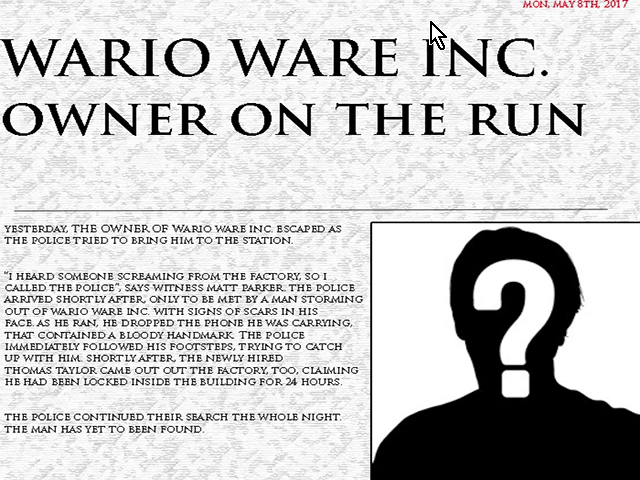 MON, MAY 8TH, 2017
WARIO WARE INC.
OWNER ON THE RUN
YESTERDAY, THE OWNER OF WARIO WARE INC. ESCAPED AS
THE POLICE TRIED TO BRING HIM TO THE STATION.
"I HEARD SOMEONE SCREAMING FROM THE FACTORY, SO I
CALLED THE POLICE", SAYS WITNESS MATT PARKER. THE POLICE
ARRIVED SHORTLY AFTER, ONLY TO BE MET BY A MAN STORMING
OUT OF WARIO WARE INC. WITH SIGNS OF SCARS IN HIS
FACE. AS HE RAN, HE DROPPED THE PHONE HE WAS CARRYING,
THAT CONTAINED A BLOODY HANDMARK. THE POLICE
IMMEDIATELY FOLLOWED HIS FOOTSTEPS, TRYING TO CATCH
UP WITH HIM. SHORTLY AFTER, THE NEWLY HIRED
THOMAS TAYLOR CAME OUT OUT THE FACTORY, TOO, CLAIMING
HE HAD BEEN LOCKED INSIDE THE BUILDING FOR 24 HOURS.
THE POLICE CONTINUED THEIR SEARCH THE WHOLE NIGHT.
THE MAN HAS YET TO BEEN FOUND.
?